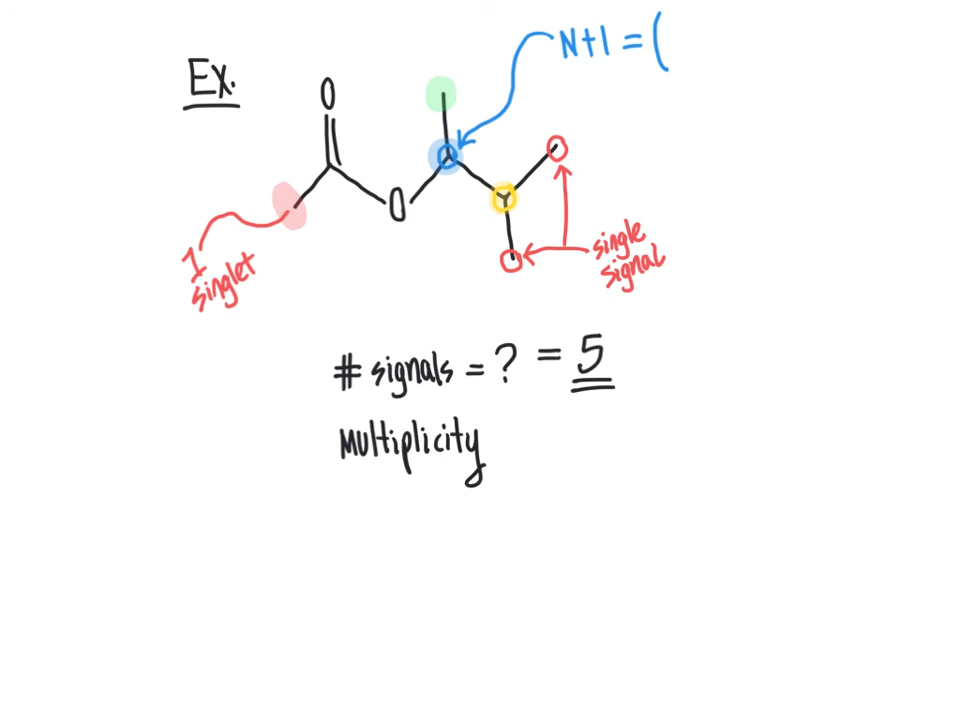 Ex.
N+1 = (
O
O
1
singlet
single
signal
# signals = ? = 5
Multiplicity